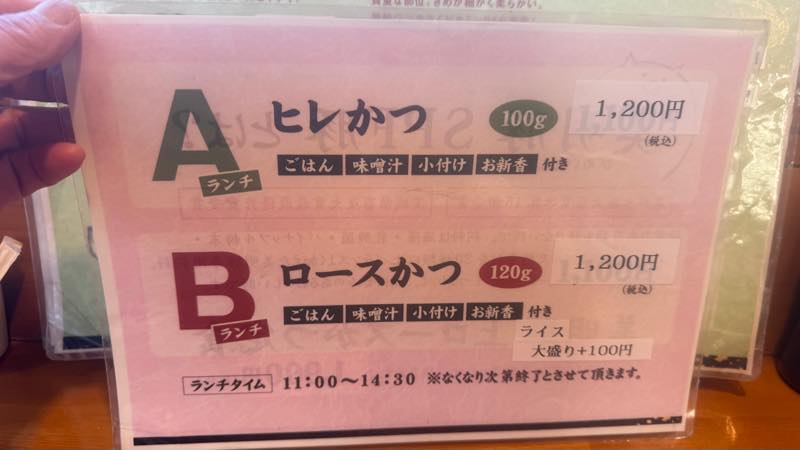 A ランチ
ヒレかつ 100g 1,200円
(税込)
ごはん 味噌汁 小付け お新香 付き
B ランチ
ロースかつ 120g 1,200円
(税込)
ごはん 味噌汁 小付け お新香 付き
ライス
大盛り+100円
ランチタイム 11:00〜14:30 ※なくなり次第終了とさせて頂きます。